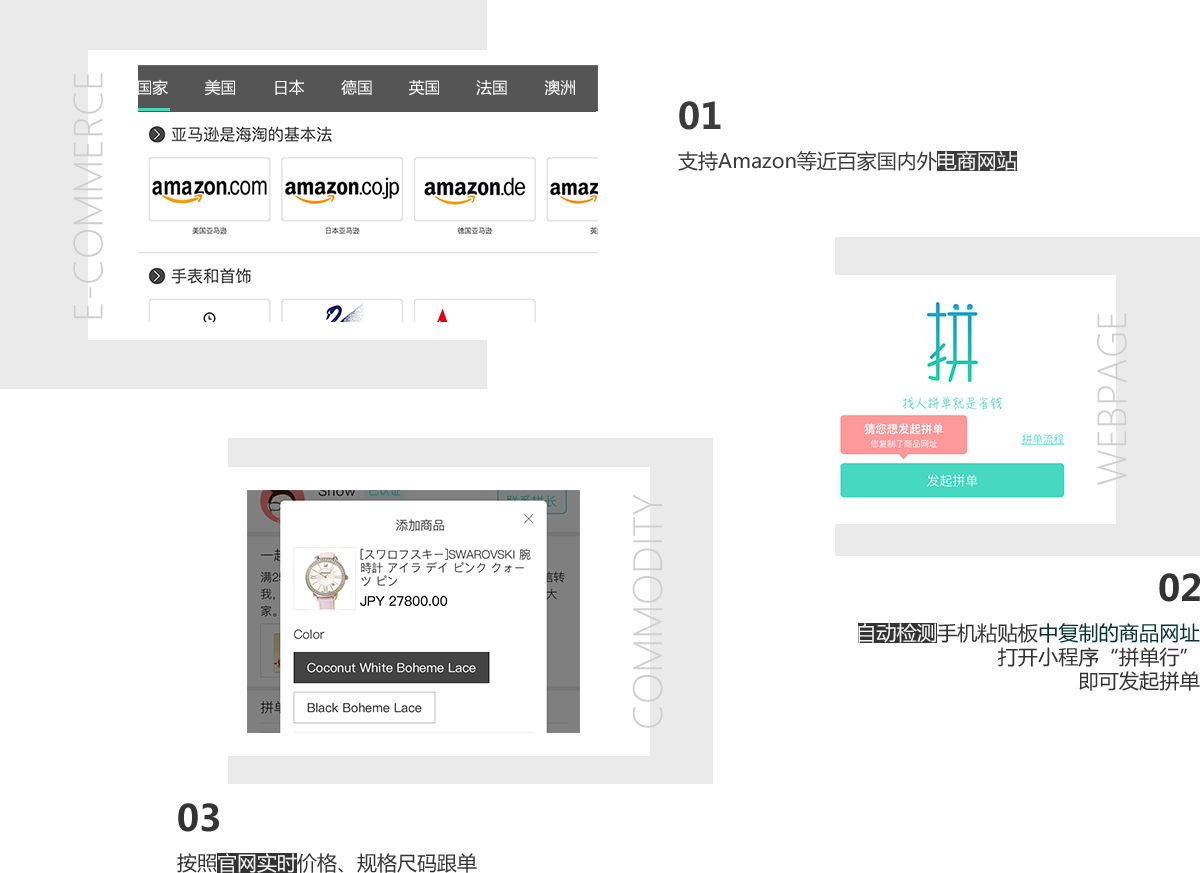 E-COMMERCE
国家 美国 日本 德国 英国 法国 澳洲
亚马逊是海淘的基本法
amazon.com amazon.co.jp amazon.de amaz
美国亚马逊 日本亚马逊 德国亚马逊 英
手表和首饰
01
支持Amazon等近百家国内外电商网站
WEBPAGE
拼
找人拼单就是省钱
猜您想发起拼单
您复制了商品网址
拼单流程
发起拼单
02
自动检测手机粘贴板中复制的商品网址
打开小程序“拼单行”
即可发起拼单
COMMODITY
Snow 已认证
添加商品
[スワロフスキー]SWAROVSKI 腕
時計 アイラ デイ ピンク クォー
ツ ピン
JPY 27800.00
Color
Coconut White Boheme Lace
Black Boheme Lace
一起
满25
我，
家。
信转
大
拼单
03
按照官网实时价格、规格尺码跟单